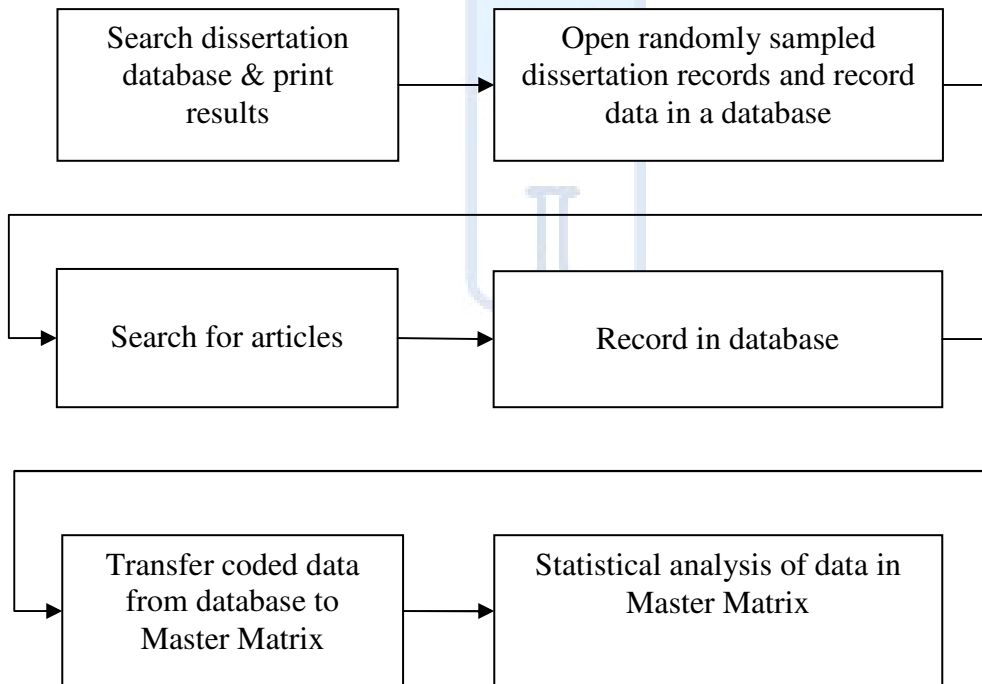 Search dissertation
database & print
results
Open randomly sampled
dissertation records and record
data in a database
Search for articles
Record in database
Transfer coded data
from database to
Master Matrix
Statistical analysis of data in
Master Matrix